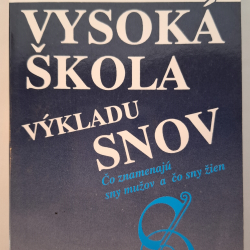 VYSOKÁ
ŠKOLA
VÝKLADU
SNOV
Čo znamenajú
sny mužov a čo sny žien